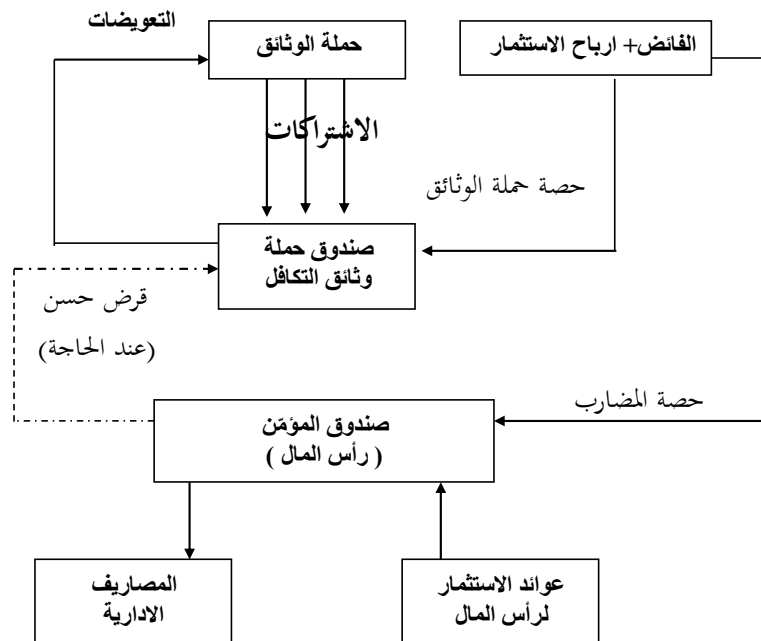 التعويضات
حملة الوثائق
الفائض+ ارباح الاستثمار
الاشتراكات
حصة حملة الوثائق
صندوق حملة
وثائق التكافل
قرض حسن
(عند الحاجة)
حصة المضارب
صندوق المؤمّن
( رأس المال )
المصاريف
الادارية
عوائد الاستثمار
لرأس المال